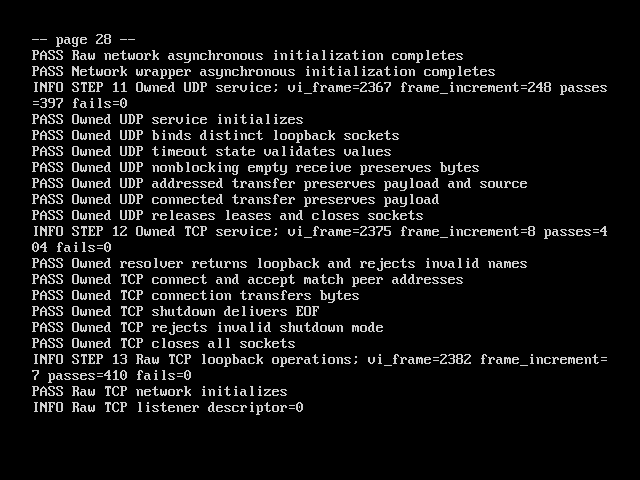 -- page 28 --
PASS Raw network asynchronous initialization completes
PASS Network wrapper asynchronous initialization completes
INFO STEP 11 Owned UDP service; vi_frame=2367 frame_increment=248 passes
=397 fails=0
PASS Owned UDP service initializes
PASS Owned UDP binds distinct loopback sockets
PASS Owned UDP timeout state validates values
PASS Owned UDP nonblocking empty receive preserves bytes
PASS Owned UDP addressed transfer preserves payload and source
PASS Owned UDP connected transfer preserves payload
PASS Owned UDP releases leases and closes sockets
INFO STEP 12 Owned TCP service; vi_frame=2375 frame_increment=8 passes=4
04 fails=0
PASS Owned resolver returns loopback and rejects invalid names
PASS Owned TCP connect and accept match peer addresses
PASS Owned TCP connection transfers bytes
PASS Owned TCP shutdown delivers EOF
PASS Owned TCP rejects invalid shutdown mode
PASS Owned TCP closes all sockets
INFO STEP 13 Raw TCP loopback operations; vi_frame=2382 frame_increment=
7 passes=410 fails=0
PASS Raw TCP network initializes
INFO Raw TCP listener descriptor=0